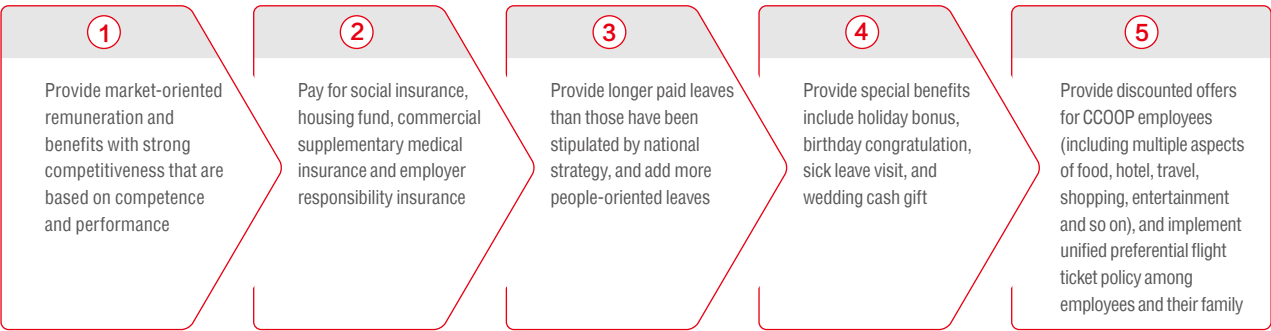 1
Provide market-oriented
remuneration and
benefits with strong
competitiveness that are
based on competence
and performance
2
Pay for social insurance,
housing fund, commercial
supplementary medical
insurance and employer
responsibility insurance
3
Provide longer paid leaves
than those have been
stipulated by national
strategy, and add more
people-oriented leaves
4
Provide special benefits
include holiday bonus,
birthday congratulation,
sick leave visit, and
wedding cash gift
5
Provide discounted offers
for CCOOP employees
(including multiple aspects
of food, hotel, travel,
shopping, entertainment
and so on), and implement
unified preferential flight
ticket policy among
employees and their family